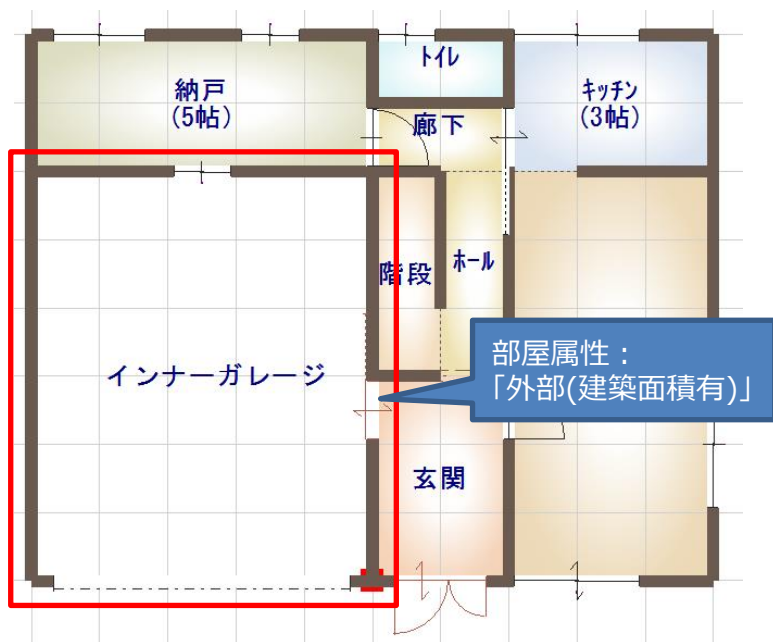 トイレ
納戸
(5帖)
キッチン
(3帖)
廊下
階段
ホール
インナーガレージ
部屋属性：
「外部(建築面積有)」
玄関